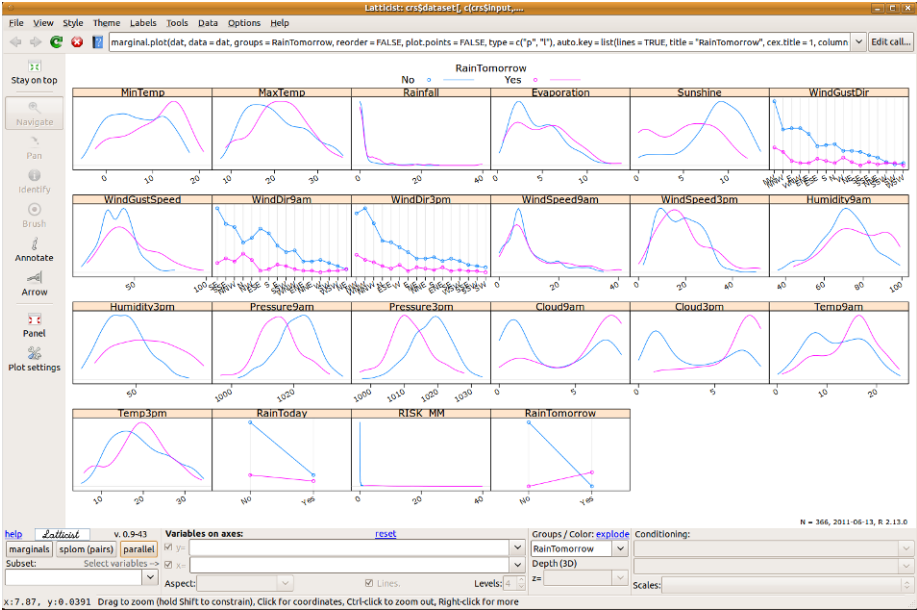 Latticist: crs$dataset[, c(crs$input,....
File View Style Theme Labels Tools Data Options Help
marginal.plot(dat, data = dat, groups = RainTomorrow, reorder = FALSE, plot.points = FALSE, type = c("p", "l"), auto.key = list(lines = TRUE, title = "RainTomorrow", cex.title = 1, column
Edit call...
Stay on top
Navigate
Pan
Identify
Brush
Annotate
Arrow
Panel
Plot settings
RainTomorrow
No Yes
MinTemp MaxTemp Rainfall Evaporation Sunshine WindGustDir
0 10 20 10 20 30 0 20 40 0 5 10 0 5 10
WindGustSpeed WindDir9am WindDir3pm WindSpeed9am WindSpeed3pm Humidity9am
50 100 0 20 40 0 20 40 40 60 80 100
Humidity3pm Pressure9am Pressure3pm Cloud9am Cloud3pm Temp9am
50 1000 1020 1000 1010 1020 1030 0 5 0 5 0 10 20
Temp3pm RainToday RISK_MM RainTomorrow
10 20 30 No Yes 0 20 40 No Yes
N = 366, 2011-06-13, R 2.13.0
help Latticist v. 0.9-43 Variables on axes: reset Groups / Color: explode Conditioning:
marginals splom (pairs) parallel y= RainTomorrow
Subset: Select variables --> x= Depth (3D)
Aspect: Lines. Levels: 4 z= Scales:
x:7.87, y:0.0391 Drag to zoom (hold Shift to constrain), Click for coordinates, Ctrl-click to zoom out, Right-click for more